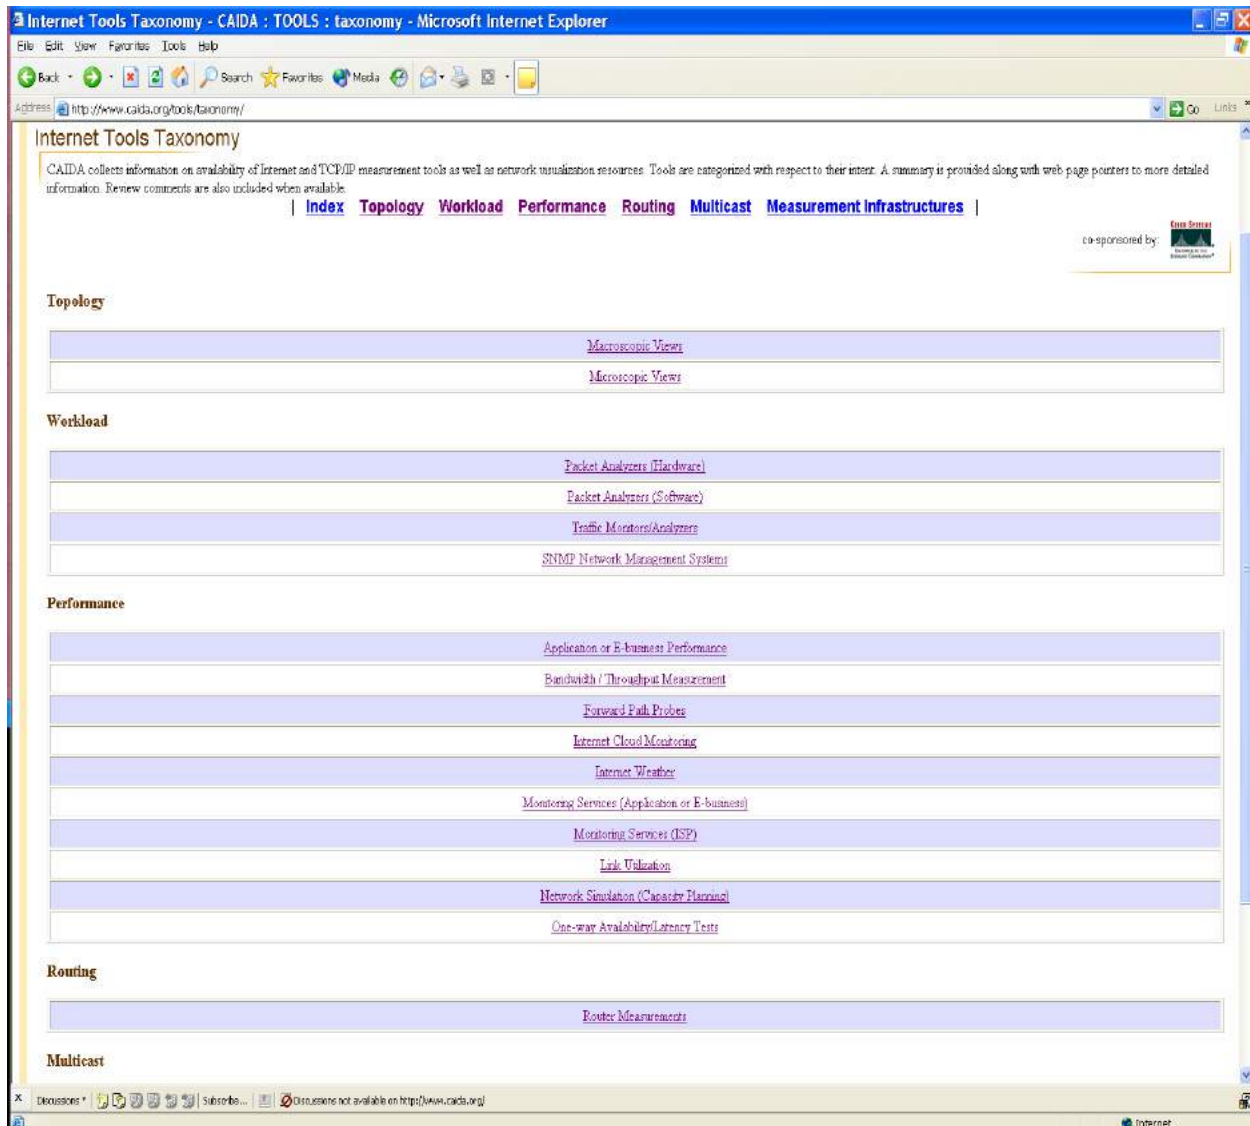 Internet Tools Taxonomy - CAIDA : TOOLS : taxonomy - Microsoft Internet Explorer
File Edit View Favorites Tools Help
Back Search Favorites Media
Address http://www.caida.org/tools/taxonomy/ Go Links
Internet Tools Taxonomy
CAIDA collects information on availability of Internet and TCP/IP measurement tools as well as network visualization resources. Tools are categorized with respect to their intent. A summary is provided along with web page pointers to more detailed
information. Review comments are also included when available.
| Index Topology Workload Performance Routing Multicast Measurement Infrastructures |
co-sponsored by:
Cisco Systems
Topology
Macroscopic Views
Microscopic Views
Workload
Packet Analyzers (Hardware)
Packet Analyzers (Software)
Traffic Monitors/Analyzers
SNMP Network Management Systems
Performance
Application or E-business Performance
Bandwidth / Throughput Measurement
Forward Path Probes
Internet Cloud Monitoring
Internet Weather
Monitoring Services (Application or E-business)
Monitoring Services (ISP)
Link Utilization
Network Simulation (Capacity Planning)
One-way Availability/Latency Tests
Routing
Router Measurements
Multicast
X Discussions Subscribe... Discussions not available on http://www.caida.org/
Internet